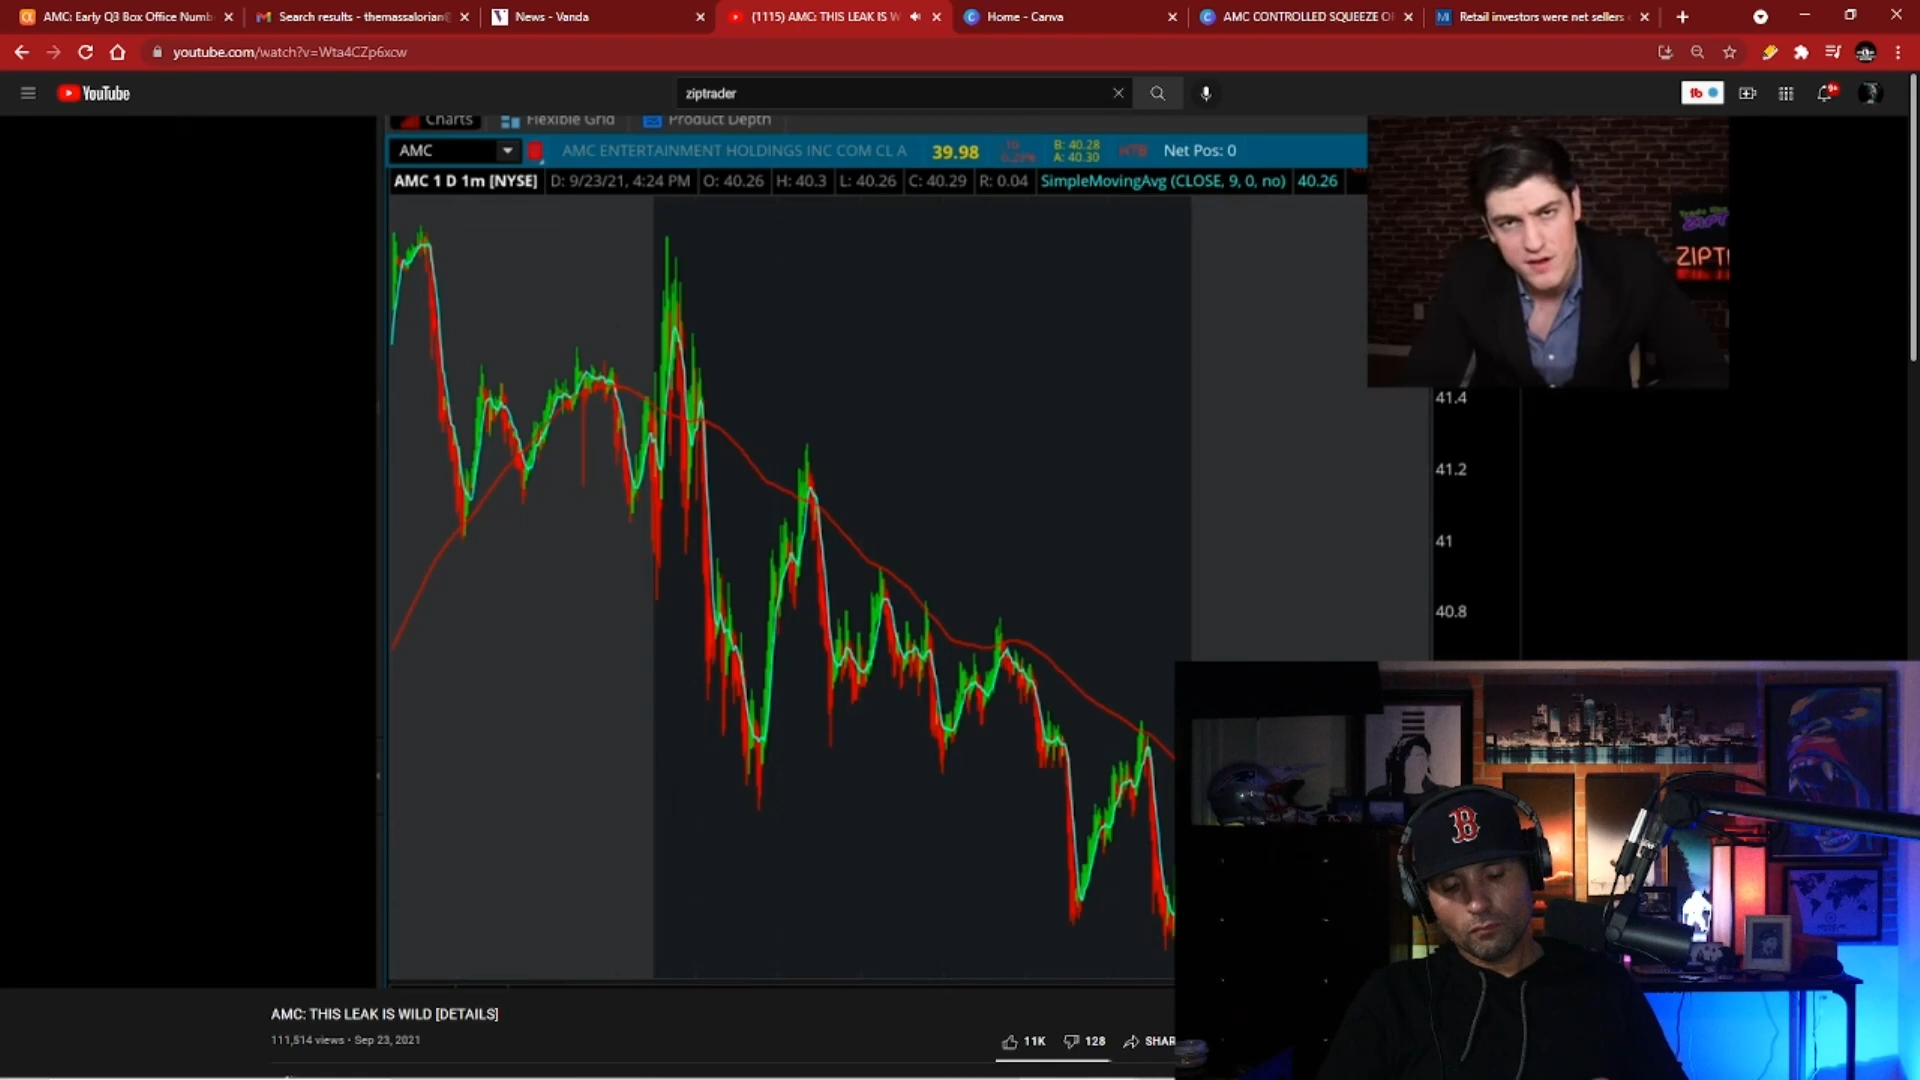 AMC: Early Q3 Box Office Numb
Search results - themassalorian@
News - Vanda
(1115) AMC: THIS LEAK IS W
Home - Canva
AMC CONTROLLED SQUEEZE OR
Retail investors were net sellers
youtube.com/watch?v=Wta4CZp6xcw
YouTube
ziptrader
tb
9+
Charts
Flexible Grid
Product Depth
AMC
AMC ENTERTAINMENT HOLDINGS INC COM CL A
39.98
B: 40.28
A: 40.30
HTB
Net Pos: 0
AMC 1 D 1m [NYSE]
D: 9/23/21, 4:24 PM
O: 40.26
H: 40.3
L: 40.26
C: 40.29
R: 0.04
SimpleMovingAvg (CLOSE, 9, 0, no)
40.26
ZIPT
41.4
41.2
41
40.8
B
AMC: THIS LEAK IS WILD [DETAILS]
111,514 views • Sep 23, 2021
11K
128
SHAR